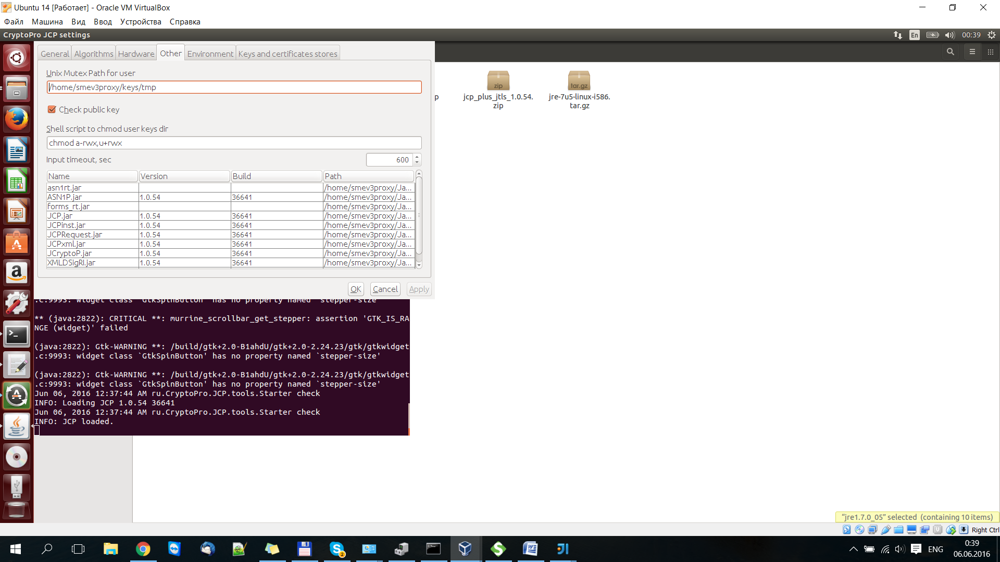 Ubuntu 14 [Работает] - Oracle VM VirtualBox
Файл Машина Вид Ввод Устройства Справка
CryptoPro JCP settings
En 00:39
General Algorithms Hardware Other Environment Keys and certificates stores
Unix Mutex Path for user
/home/smev3proxy/keys/tmp
Check public key
Shell script to chmod user keys dir
chmod a-rwx,u+rwx
Input timeout, sec 600
Name Version Build Path
asn1rt.jar /home/smev3proxy/Ja...
ASN1P.jar 1.0.54 36641 /home/smev3proxy/Ja...
forms_rt.jar /home/smev3proxy/Ja...
JCP.jar 1.0.54 36641 /home/smev3proxy/Ja...
JCPinst.jar 1.0.54 36641 /home/smev3proxy/Ja...
JCPRequest.jar 1.0.54 36641 /home/smev3proxy/Ja...
JCPxml.jar 1.0.54 36641 /home/smev3proxy/Ja...
JCryptoP.jar 1.0.54 36641 /home/smev3proxy/Ja...
XMLDSigRI.jar 1.0.54 36641 /home/smev3proxy/Ja...
OK Cancel Apply
zip
tar.gz
p
jcp_plus_jtls_1.0.54.
zip
jre-7u5-linux-i586.
tar.gz
.c:9993: widget class `GtkSpinButton' has no property named `stepper-size'
** (java:2822): CRITICAL **: murrine_scrollbar_get_stepper: assertion 'GTK_IS_RA
NGE (widget)' failed
(java:2822): Gtk-WARNING **: /build/gtk+2.0-B1ahdU/gtk+2.0-2.24.23/gtk/gtkwidget
.c:9993: widget class `GtkSpinButton' has no property named `stepper-size'
(java:2822): Gtk-WARNING **: /build/gtk+2.0-B1ahdU/gtk+2.0-2.24.23/gtk/gtkwidget
.c:9993: widget class `GtkSpinButton' has no property named `stepper-size'
Jun 06, 2016 12:37:44 AM ru.CryptoPro.JCP.tools.Starter check
INFO: Loading JCP 1.0.54 36641
Jun 06, 2016 12:37:44 AM ru.CryptoPro.JCP.tools.Starter check
INFO: JCP loaded.
“jre1.7.0_05” selected (containing 10 items)
Right Ctrl
2
ENG
0:39
06.06.2016